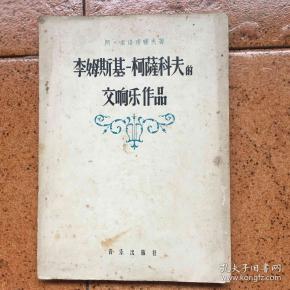 李姆斯基-柯薩科夫的
交响乐作品
音乐出版社
孔夫子旧书网